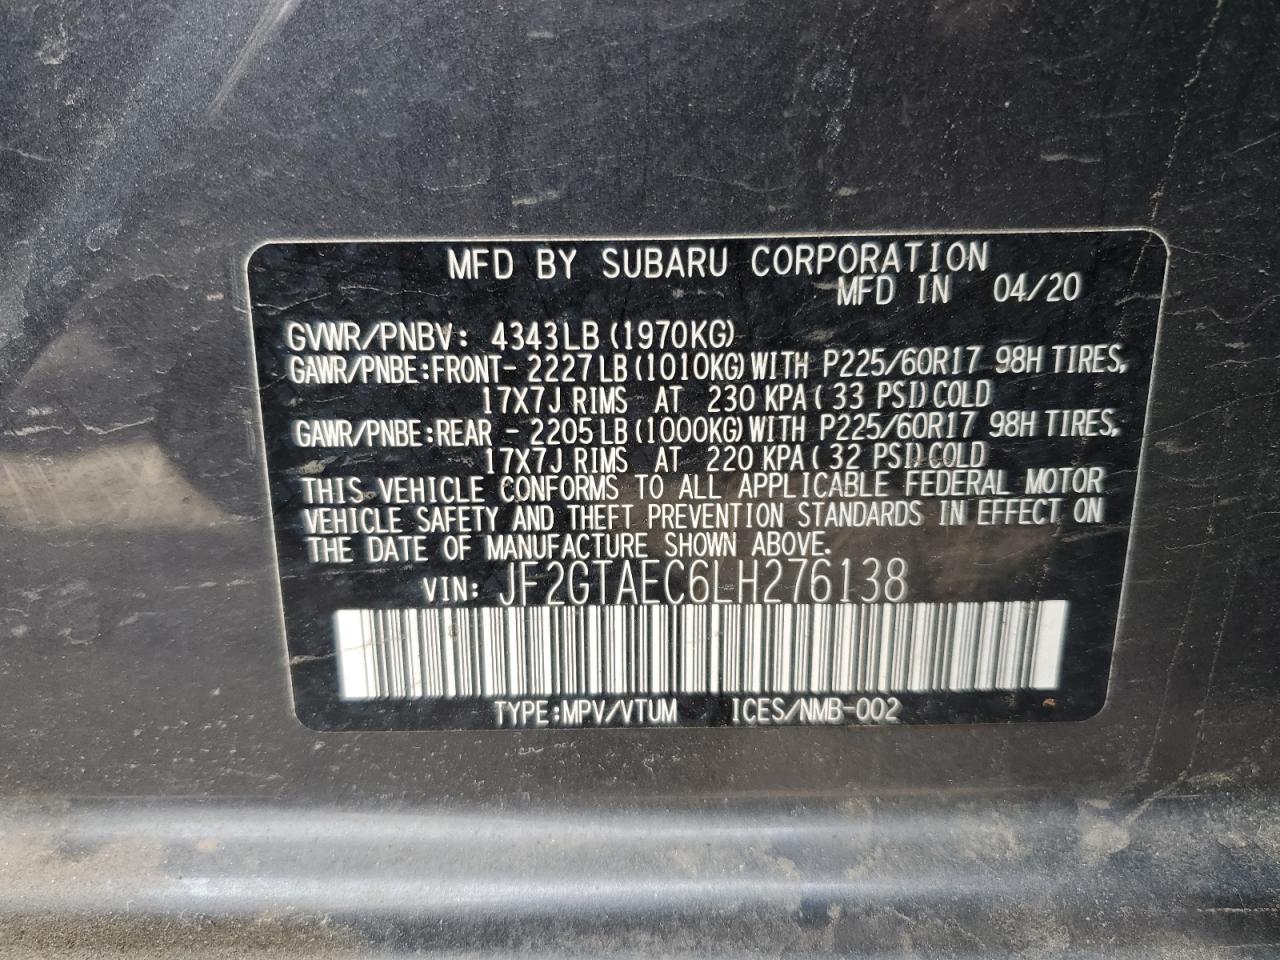 MFD BY SUBARU CORPORATION
MFD IN 04/20
GVWR/PNBV: 4343LB (1970KG)
GAWR/PNBE:FRONT- 2227LB (1010KG) WITH P225/60R17 98H TIRES,
17X7J RIMS AT 230 KPA ( 33 PSI) COLD
GAWR/PNBE:REAR - 2205LB (1000KG) WITH P225/60R17 98H TIRES,
17X7J RIMS AT 220 KPA ( 32 PSI) COLD
THIS VEHICLE CONFORMS TO ALL APPLICABLE FEDERAL MOTOR
VEHICLE SAFETY AND THEFT PREVENTION STANDARDS IN EFFECT ON
THE DATE OF MANUFACTURE SHOWN ABOVE.
VIN: JF2GTAEC6LH276138
TYPE:MPV/VTUM ICES/NMB-002